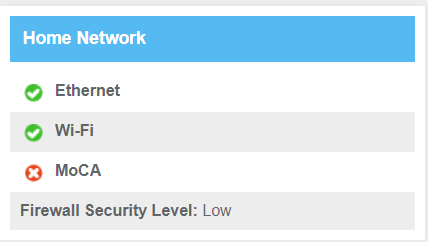 Home Network
Ethernet
Wi-Fi
MoCA
Firewall Security Level: Low